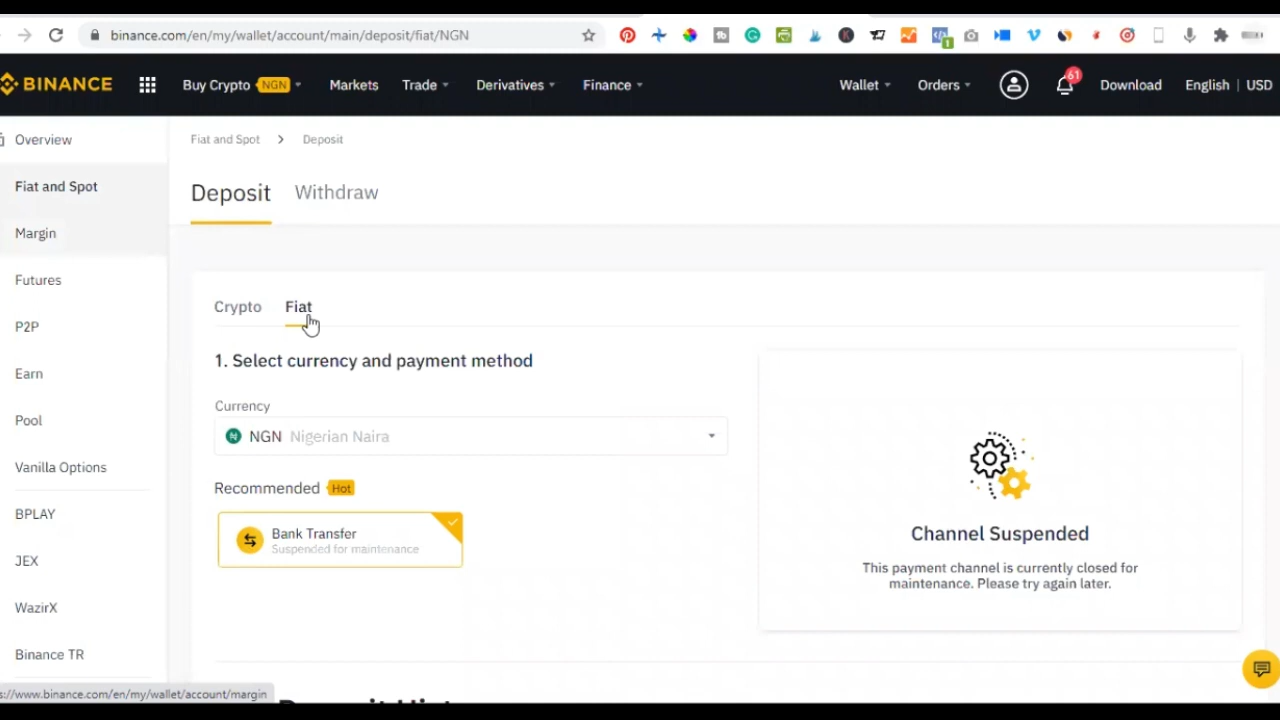 binance.com/en/my/wallet/account/main/deposit/fiat/NGN
1
BINANCE
Buy Crypto NGN
Markets
Trade
Derivatives
Finance
Wallet
Orders
61
Download
English | USD
Overview
Fiat and Spot
Margin
Futures
P2P
Earn
Pool
Vanilla Options
BPLAY
JEX
WazirX
Binance TR
Fiat and Spot > Deposit
Deposit Withdraw
Crypto Fiat
1. Select currency and payment method
Currency
NGN Nigerian Naira
Recommended Hot
Bank Transfer
Suspended for maintenance
Channel Suspended
This payment channel is currently closed for
maintenance. Please try again later.
s://www.binance.com/en/my/wallet/account/margin